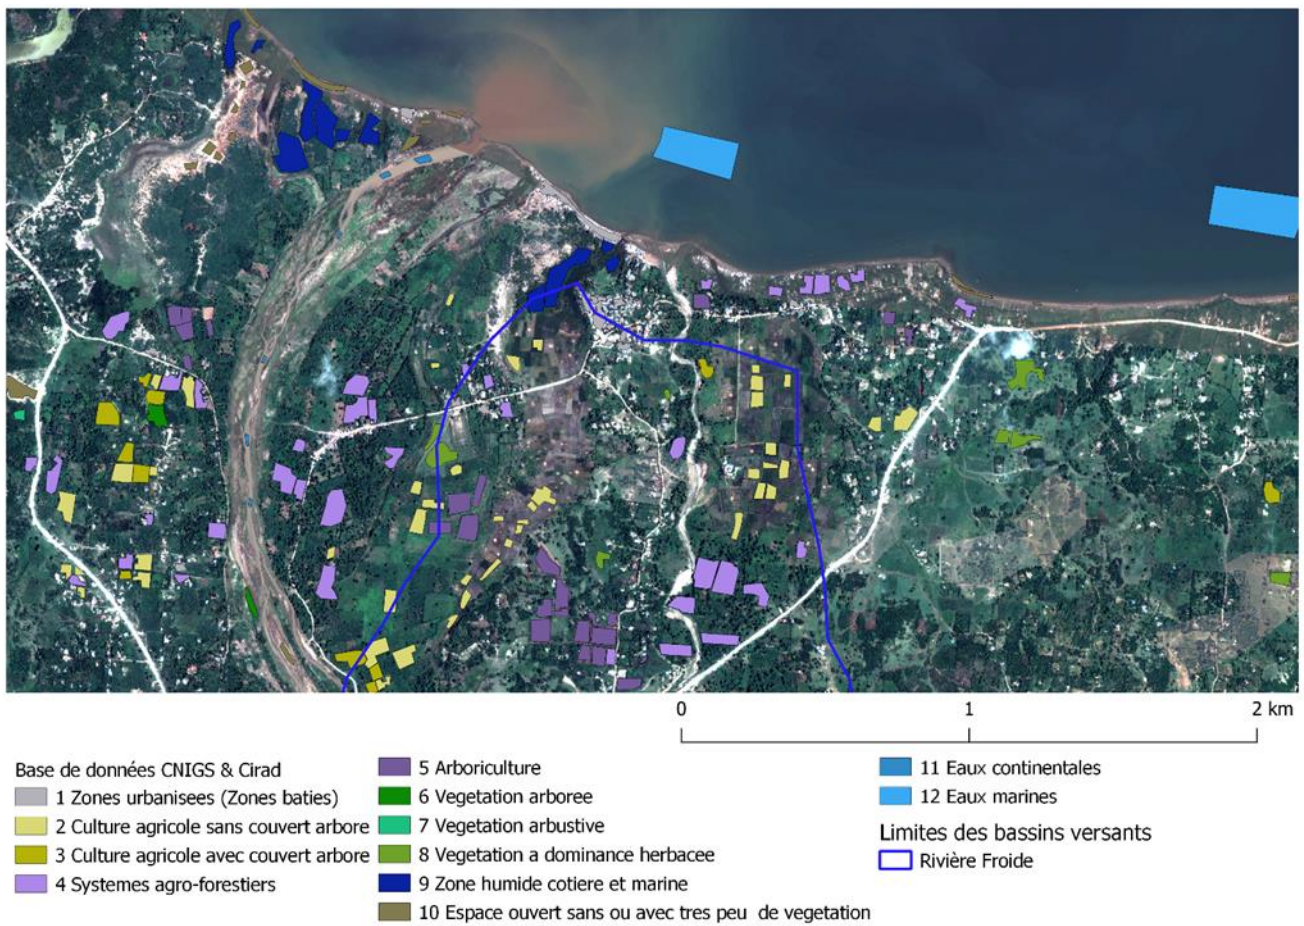 0 1 2 km
Base de données CNIGS & Cirad
1 Zones urbanisees (Zones baties)
2 Culture agricole sans couvert arbore
3 Culture agricole avec couvert arbore
4 Systemes agro-forestiers
5 Arboriculture
6 Vegetation arboree
7 Vegetation arbustive
8 Vegetation a dominance herbacee
9 Zone humide cotiere et marine
10 Espace ouvert sans ou avec tres peu de vegetation
11 Eaux continentales
12 Eaux marines
Limites des bassins versants
Rivière Froide